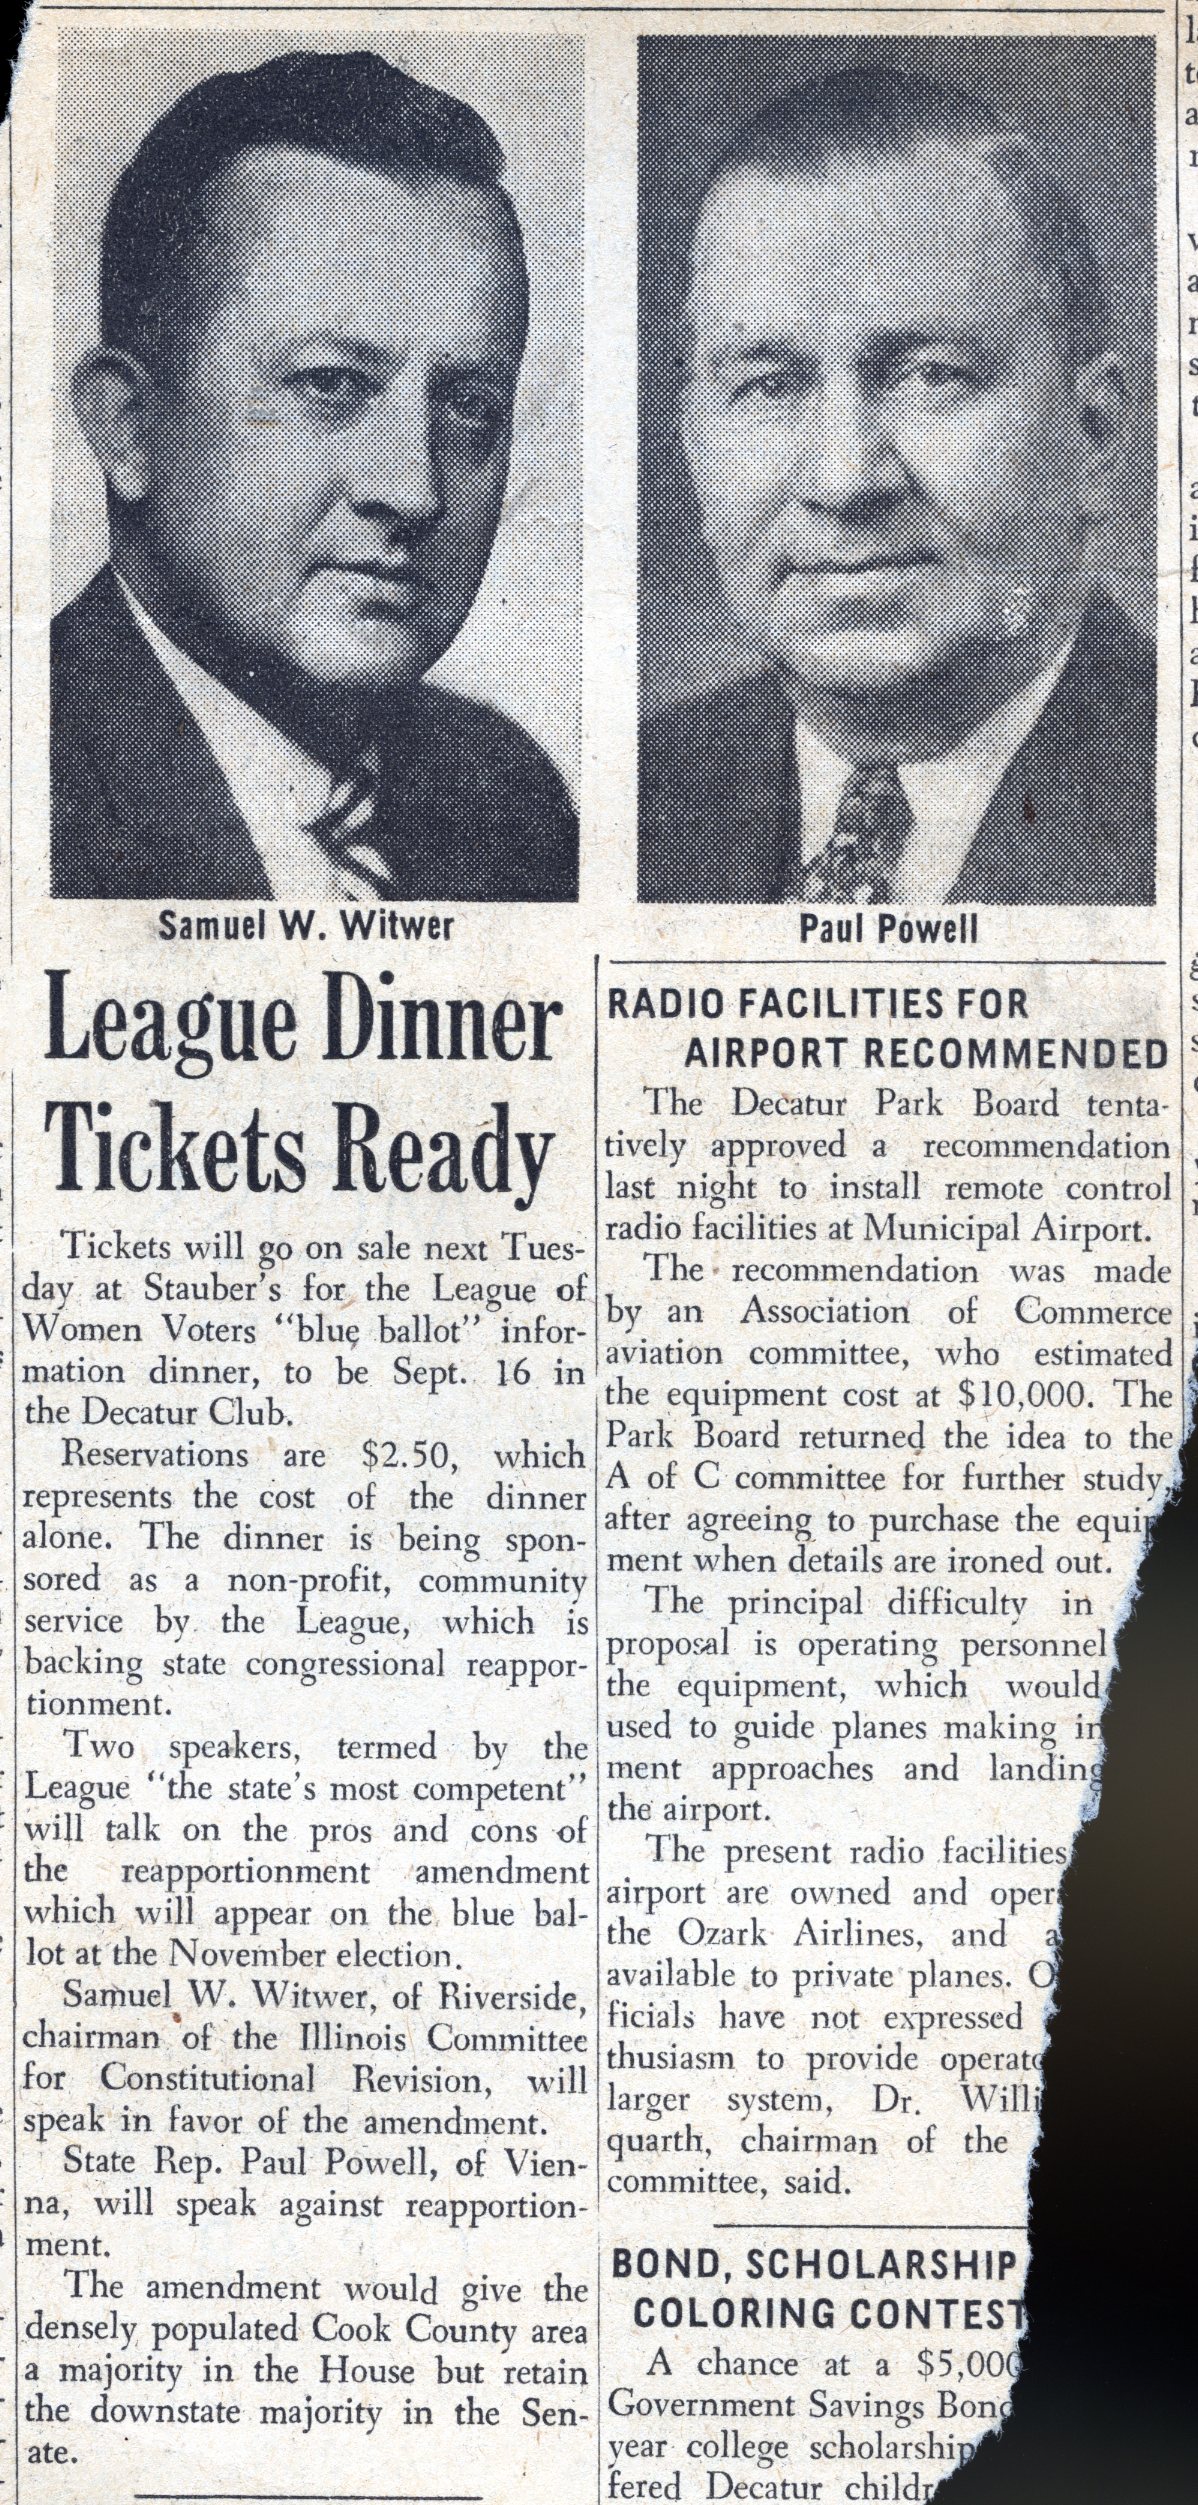 Samuel W. Witwer
Paul Powell
League Dinner
Tickets Ready
Tickets will go on sale next Tues-
day at Stauber's for the League of
Women Voters "blue ballot" infor-
mation dinner, to be Sept. 16 in
the Decatur Club.
Reservations are $2.50, which
represents the cost of the dinner
alone. The dinner is being spon-
sored as a non-profit, community
service by the League, which is
backing state congressional reappor-
tionment.
Two speakers, termed by the
League "the state's most competent"
will talk on the pros and cons of
the reapportionment amendment
which will appear on the blue bal-
lot at the November election.
Samuel W. Witwer, of Riverside,
chairman of the Illinois Committee
for Constitutional Revision, will
speak in favor of the amendment.
State Rep. Paul Powell, of Vien-
na, will speak against reapportion-
ment.
The amendment would give the
densely populated Cook County area
a majority in the House but retain
the downstate majority in the Sen-
ate.
RADIO FACILITIES FOR
AIRPORT RECOMMENDED
The Decatur Park Board tenta-
tively approved a recommendation
last night to install remote control
radio facilities at Municipal Airport.
The recommendation was made
by an Association of Commerce
aviation committee, who estimated
the equipment cost at $10,000. The
Park Board returned the idea to the
A of C committee for further study,
after agreeing to purchase the equip
ment when details are ironed out.
The principal difficulty in
proposal is operating personnel
the equipment, which would
used to guide planes making in
ment approaches and landing
the airport.
The present radio facilities
airport are owned and oper
the Ozark Airlines, and a
available to private planes. O
ficials have not expressed
thusiasm to provide operato
larger system, Dr. Willi
quarth, chairman of the
committee, said.
BOND, SCHOLARSHIP
COLORING CONTEST
A chance at a $5,000
Government Savings Bond
year college scholarship
fered Decatur childr